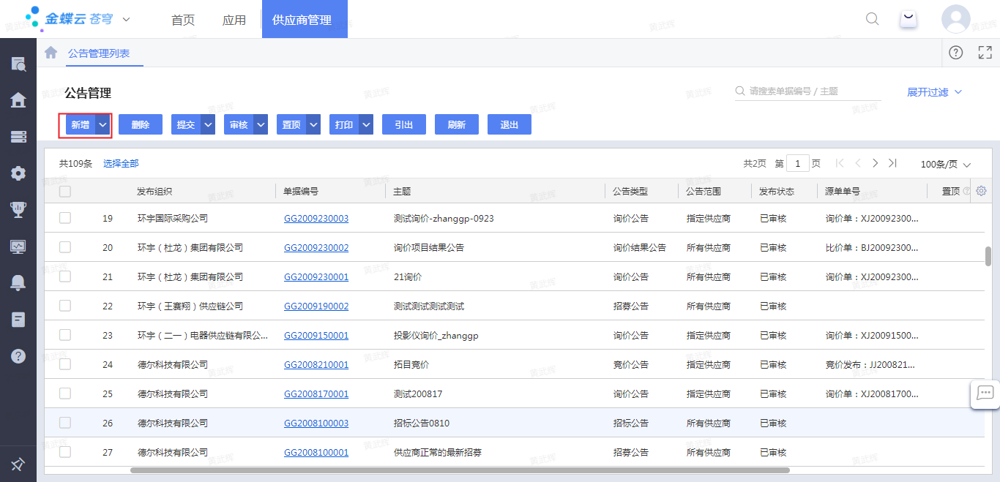 金蝶云 苍穹 首页 应用 供应商管理
公告管理列表
公告管理 请搜索单据编号 / 主题 展开过滤
新增 删除 提交 审核 置顶 打印 引出 刷新 退出
共109条 选择全部 共2页 第 1 页 100条/页
发布组织 单据编号 主题 公告类型 公告范围 发布状态 源单单号 置顶
19 环宇国际采购公司 GG2009230003 测试询价-zhanggp-0923 询价公告 指定供应商 已审核 询价单：XJ20092300...
20 环宇（杜龙）集团有限公司 GG2009230002 询价项目结果公告 询价结果公告 所有供应商 已审核 比价单：BJ20092300...
21 环宇（杜龙）集团有限公司 GG2009230001 21询价 询价公告 所有供应商 已审核 询价单：XJ20092300...
22 环宇（王赛翔）供应链公司 GG2009190002 测试测试测试测试 招募公告 所有供应商 已审核
23 环宇（二一）电器供应链有限公... GG2009150001 投影仪询价_zhanggp 询价公告 指定供应商 已审核 询价单：XJ20091500...
24 德尔科技有限公司 GG2008210001 拓目竞价 竞价公告 指定供应商 已审核 竞价发布：JJ200821...
25 德尔科技有限公司 GG2008170001 测试200817 询价公告 指定供应商 已审核 询价单：XJ20081700...
26 德尔科技有限公司 GG2008100003 招标公告0810 招标公告 所有供应商 已审核
27 德尔科技有限公司 GG2008100001 供应商正常的最新招募 招募公告 所有供应商 已审核
黄武辉